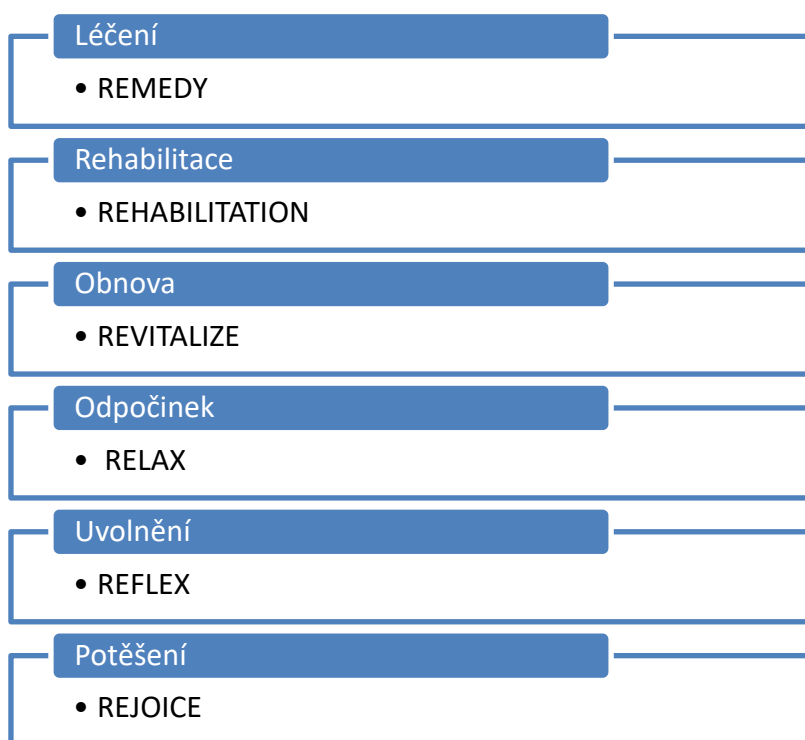 Léčení
• REMEDY
Rehabilitace
• REHABILITATION
Obnova
• REVITALIZE
Odpočinek
• RELAX
Uvolnění
• REFLEX
Potěšení
• REJOICE